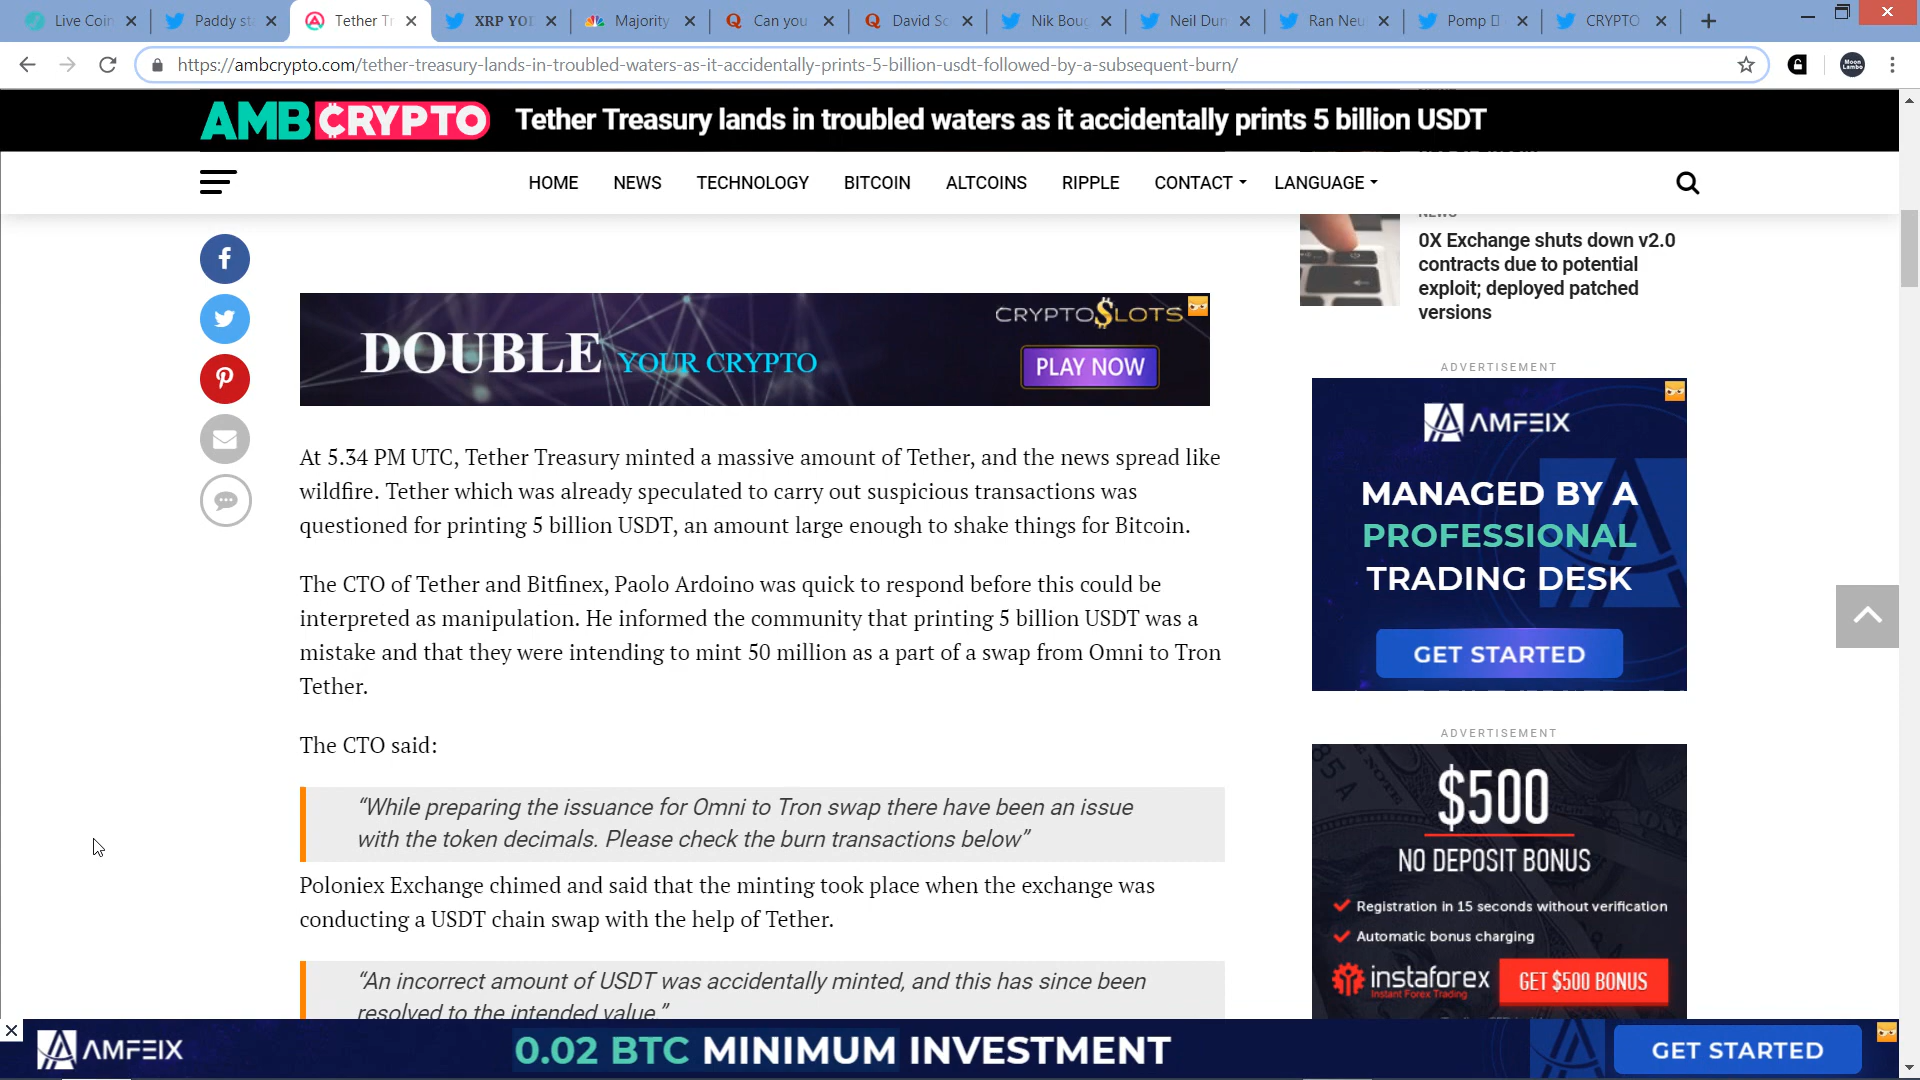 Live Coin
Paddy st
Tether Tr
XRP YO
Majority
Can you
David Sc
Nik Boug
Neil Dun
Ran Neu
Pomp
CRYPTO
https://ambcrypto.com/tether-treasury-lands-in-troubled-waters-as-it-accidentally-prints-5-billion-usdt-followed-by-a-subsequent-burn/
Moon
Lambo
AMBCRYPTO
Tether Treasury lands in troubled waters as it accidentally prints 5 billion USDT
HOME
NEWS
TECHNOLOGY
BITCOIN
ALTCOINS
RIPPLE
CONTACT
LANGUAGE
NEWS
0X Exchange shuts down v2.0
contracts due to potential
exploit; deployed patched
versions
DOUBLE YOUR CRYPTO
CRYPTO$LOTS
PLAY NOW
At 5.34 PM UTC, Tether Treasury minted a massive amount of Tether, and the news spread like
wildfire. Tether which was already speculated to carry out suspicious transactions was
questioned for printing 5 billion USDT, an amount large enough to shake things for Bitcoin.
The CTO of Tether and Bitfinex, Paolo Ardoino was quick to respond before this could be
interpreted as manipulation. He informed the community that printing 5 billion USDT was a
mistake and that they were intending to mint 50 million as a part of a swap from Omni to Tron
Tether.
The CTO said:
“While preparing the issuance for Omni to Tron swap there have been an issue
with the token decimals. Please check the burn transactions below”
Poloniex Exchange chimed and said that the minting took place when the exchange was
conducting a USDT chain swap with the help of Tether.
“An incorrect amount of USDT was accidentally minted, and this has since been
resolved to the intended value.”
ADVERTISEMENT
AMFEIX
MANAGED BY A
PROFESSIONAL
TRADING DESK
GET STARTED
ADVERTISEMENT
$500
NO DEPOSIT BONUS
Registration in 15 seconds without verification
Automatic bonus charging
instaforex
Instant Forex Trading
GET $500 BONUS
AMFEIX
0.02 BTC MINIMUM INVESTMENT
GET STARTED